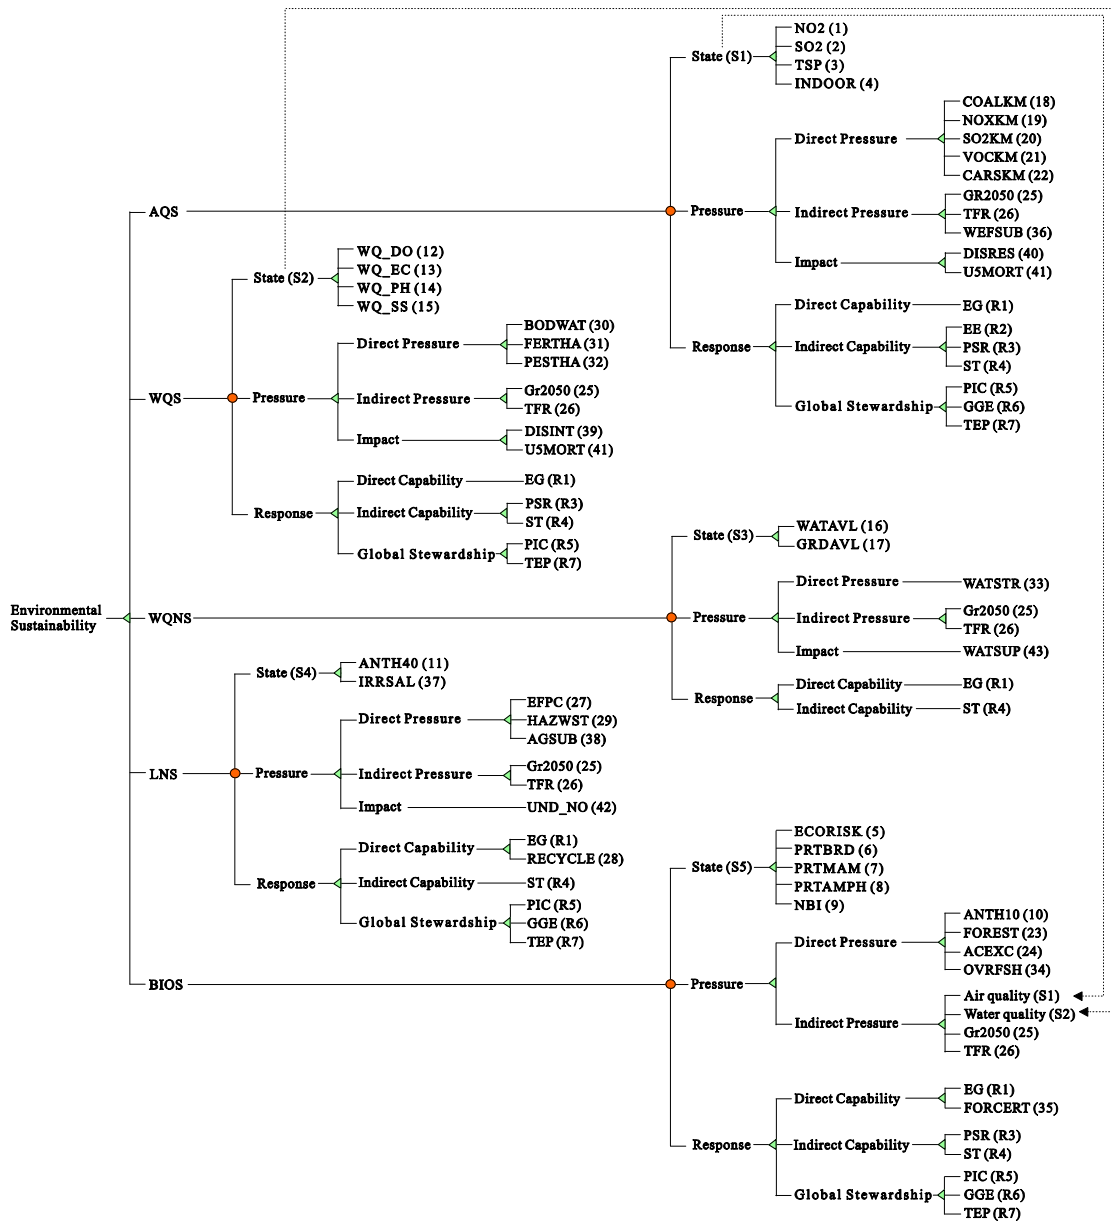 Environmental
Sustainability
AQS
State (S1)
NO2 (1)
SO2 (2)
TSP (3)
INDOOR (4)
Pressure
Direct Pressure
COALKM (18)
NOXKM (19)
SO2KM (20)
VOCKM (21)
CARSKM (22)
Indirect Pressure
GR2050 (25)
TFR (26)
WEFSUB (36)
Impact
DISRES (40)
U5MORT (41)
Response
Direct Capability
EG (R1)
Indirect Capability
EE (R2)
PSR (R3)
ST (R4)
Global Stewardship
PIC (R5)
GGE (R6)
TEP (R7)
WQS
State (S2)
WQ_DO (12)
WQ_EC (13)
WQ_PH (14)
WQ_SS (15)
Pressure
Direct Pressure
BODWAT (30)
FERTHA (31)
PESTHA (32)
Indirect Pressure
Gr2050 (25)
TFR (26)
Impact
DISINT (39)
U5MORT (41)
Response
Direct Capability
EG (R1)
Indirect Capability
PSR (R3)
ST (R4)
Global Stewardship
PIC (R5)
TEP (R7)
WQNS
State (S3)
WATAVL (16)
GRDAVL (17)
Pressure
Direct Pressure
WATSTR (33)
Indirect Pressure
Gr2050 (25)
TFR (26)
Impact
WATSUP (43)
Response
Direct Capability
EG (R1)
Indirect Capability
ST (R4)
LNS
State (S4)
ANTH40 (11)
IRRSAL (37)
Pressure
Direct Pressure
EFPC (27)
HAZWST (29)
AGSUB (38)
Indirect Pressure
Gr2050 (25)
TFR (26)
Impact
UND_NO (42)
Response
Direct Capability
EG (R1)
RECYCLE (28)
Indirect Capability
ST (R4)
Global Stewardship
PIC (R5)
GGE (R6)
TEP (R7)
BIOS
State (S5)
ECORISK (5)
PRTBRD (6)
PRTMAM (7)
PRTAMPH (8)
NBI (9)
Pressure
Direct Pressure
ANTH10 (10)
FOREST (23)
ACEXC (24)
OVRFSH (34)
Indirect Pressure
Air quality (S1)
Water quality (S2)
Gr2050 (25)
TFR (26)
Response
Direct Capability
EG (R1)
FORCERT (35)
Indirect Capability
PSR (R3)
ST (R4)
Global Stewardship
PIC (R5)
GGE (R6)
TEP (R7)